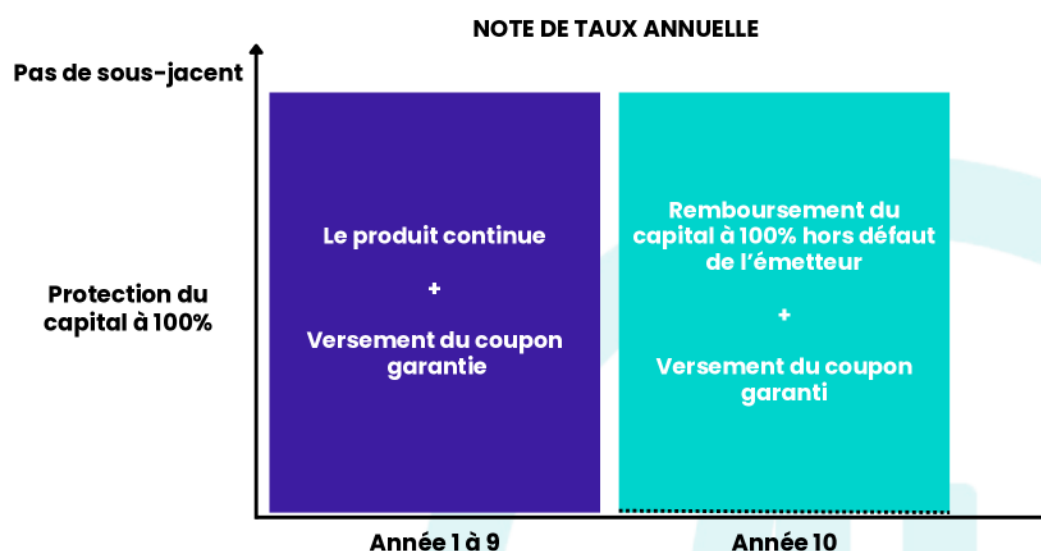 NOTE DE TAUX ANNUELLE
Pas de sous-jacent
Protection du
capital à 100%
Le produit continue
+
Versement du coupon
garantie
Remboursement du
capital à 100% hors défaut
de l’émetteur
+
Versement du coupon
garanti
Année 1 à 9
Année 10